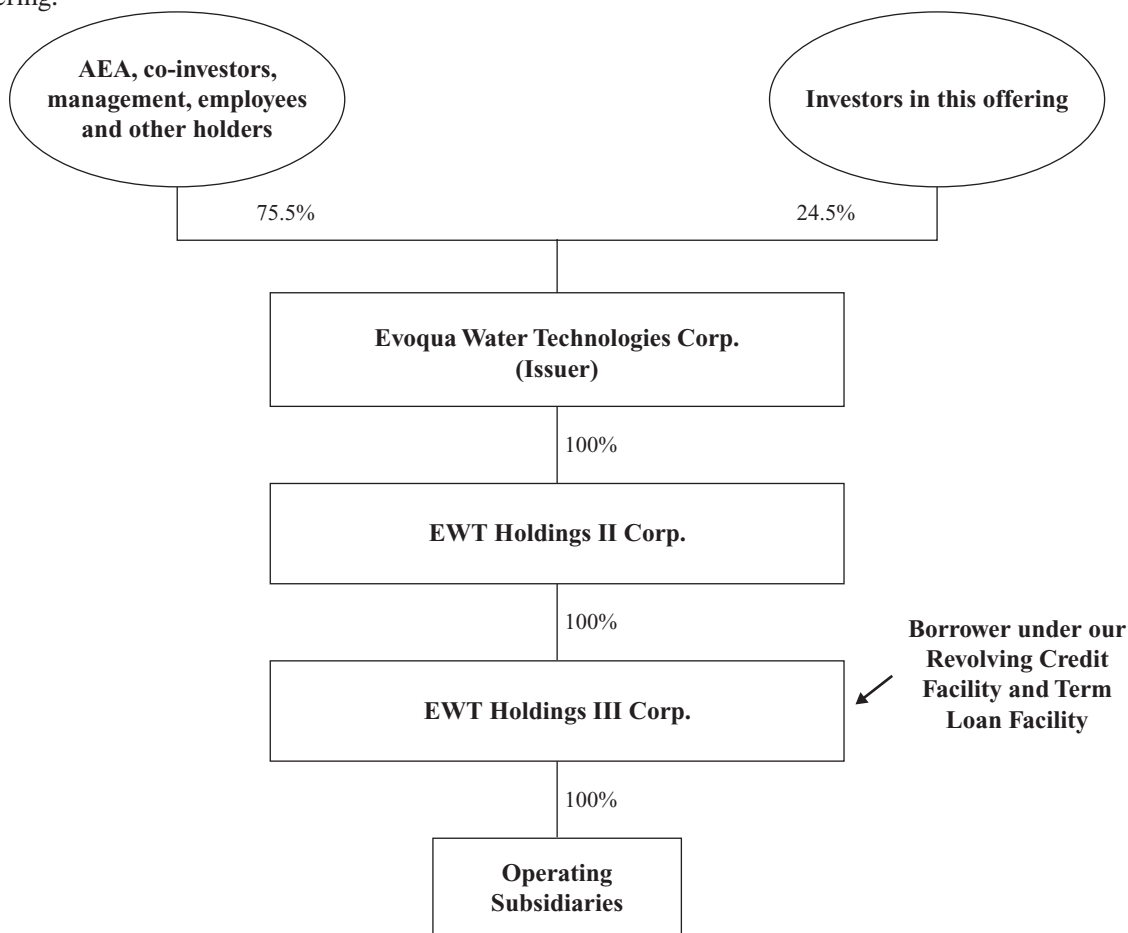 AEA, co-investors,
management, employees
and other holders
Investors in this offering
75.5%
24.5%
Evoqua Water Technologies Corp.
(Issuer)
100%
EWT Holdings II Corp.
100%
Borrower under our
Revolving Credit
Facility and Term
Loan Facility
EWT Holdings III Corp.
100%
Operating
Subsidiaries